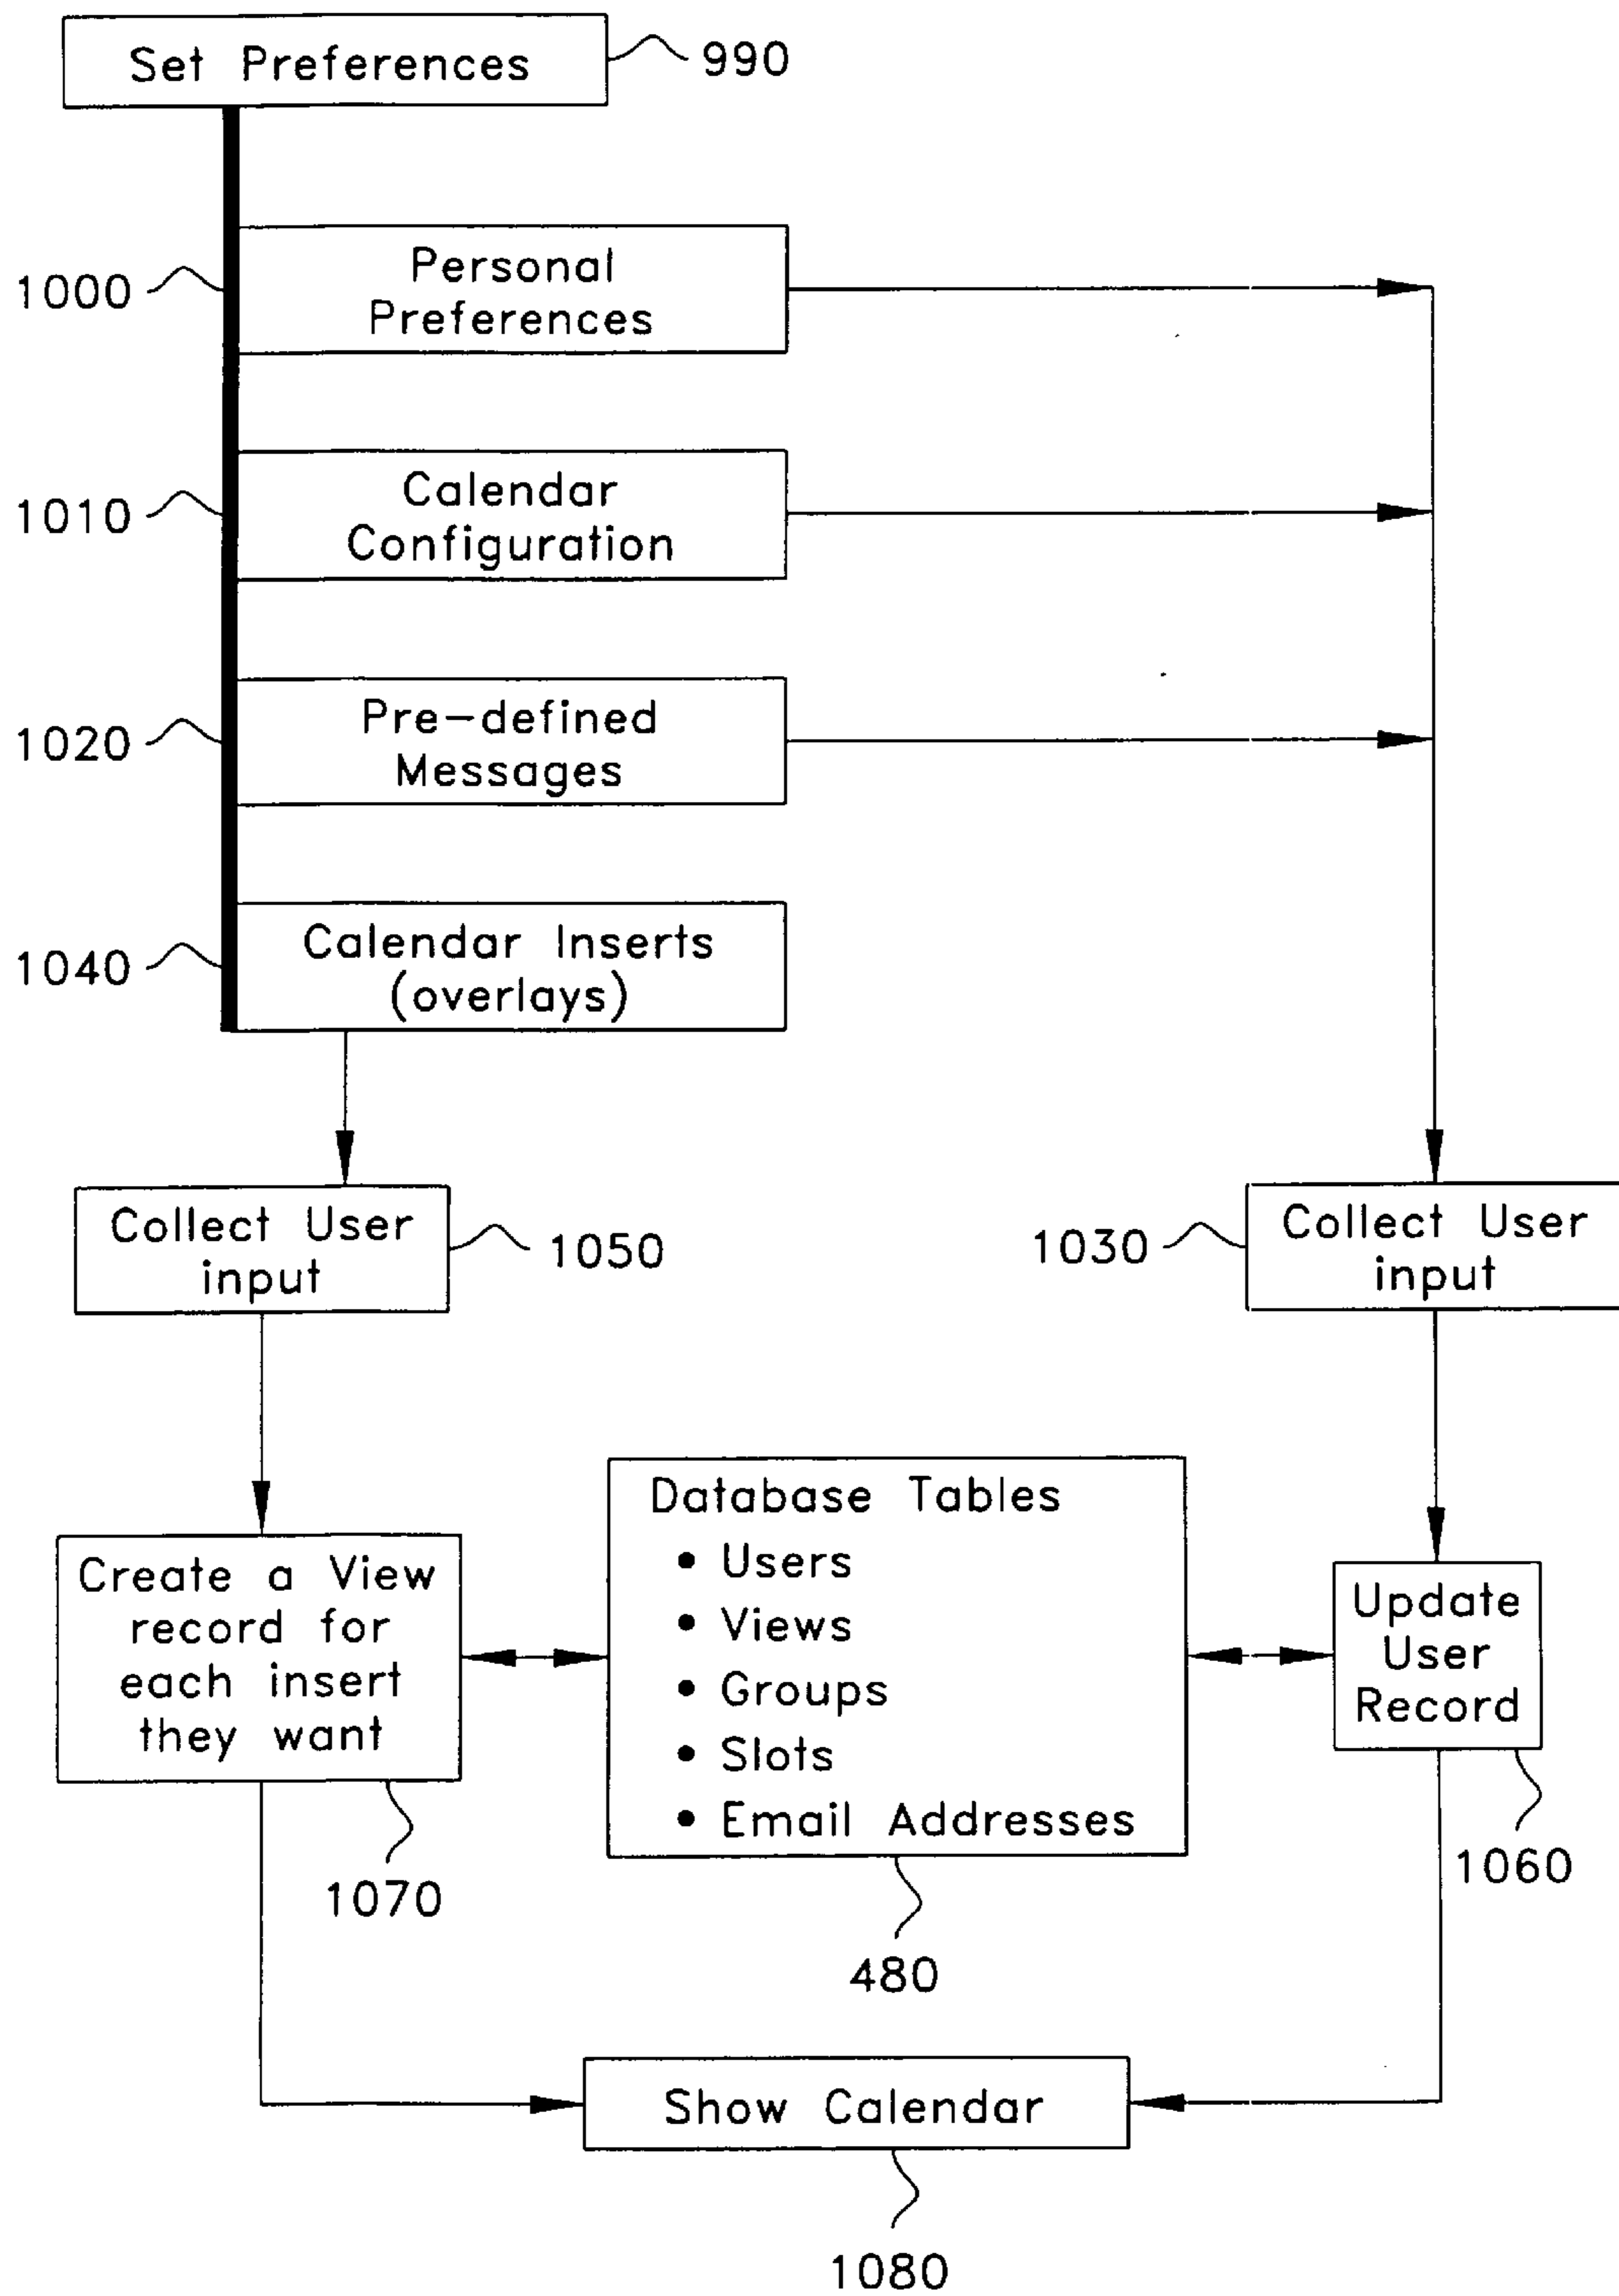 Set Preferences
990
1000
Personal
Preferences
1010
Calendar
Configuration
1020
Pre-defined
Messages
1040
Calendar Inserts
(overlays)
Collect User
input
1050
1030
Collect User
input
Create a View
record for
each insert
they want
1070
Database Tables
• Users
• Views
• Groups
• Slots
• Email Addresses
480
Update
User
Record
1060
Show Calendar
1080